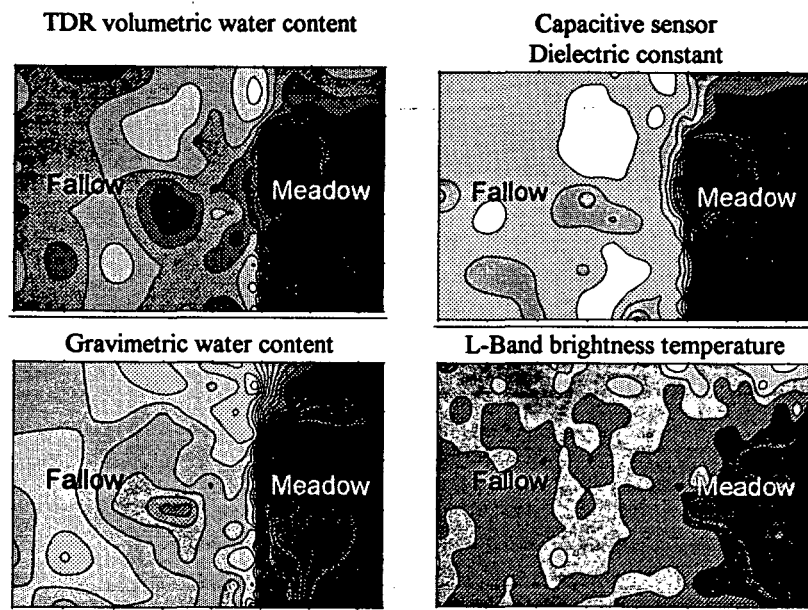 TDR volumetric water content
Capacitive sensor
Dielectric constant
Fallow
Meadow
Fallow
Meadow
Gravimetric water content
L-Band brightness temperature
Fallow
Meadow
Fallow
Meadow